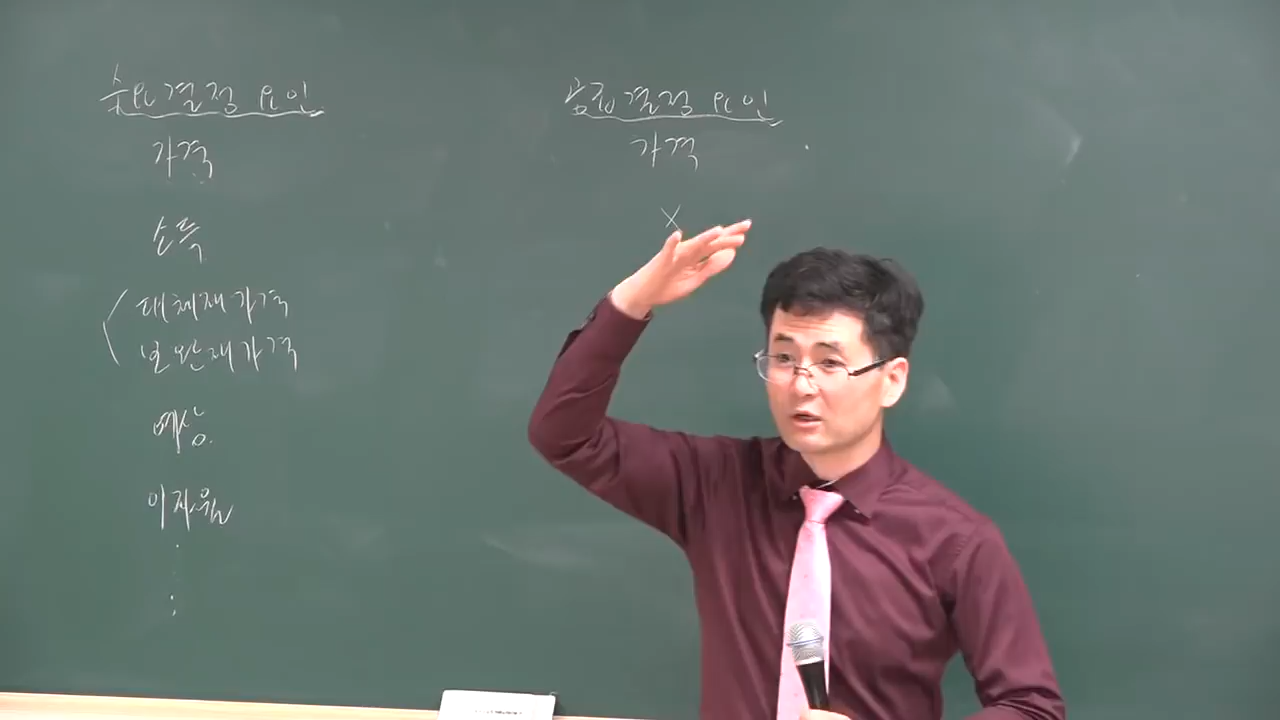 수요결정 요인
가격
소득
대체재가격
보완재가격
예상
이자율
공급결정 요인
가격
X